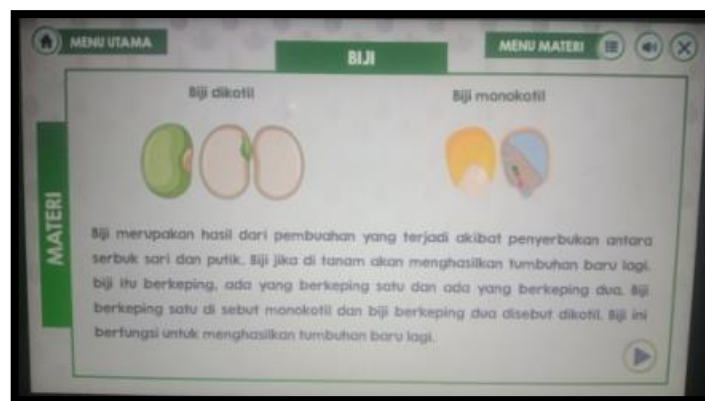 MENU UTAMA
BIJI
MENU MATERI
Biji dikotil
Biji monokotil
MATERI
Biji merupakan hasil dari pembuahan yang terjadi akibat penyerbukan antara
serbuk sari dan putik. Biji jika di tanam akan menghasilkan tumbuhan baru lagi.
biji itu berkeping, ada yang berkeping satu dan ada yang berkeping dua. Biji
berkeping satu di sebut monokotil dan biji berkeping dua disebut dikotil. Biji ini
berfungsi untuk menghasilkan tumbuhan baru lagi.